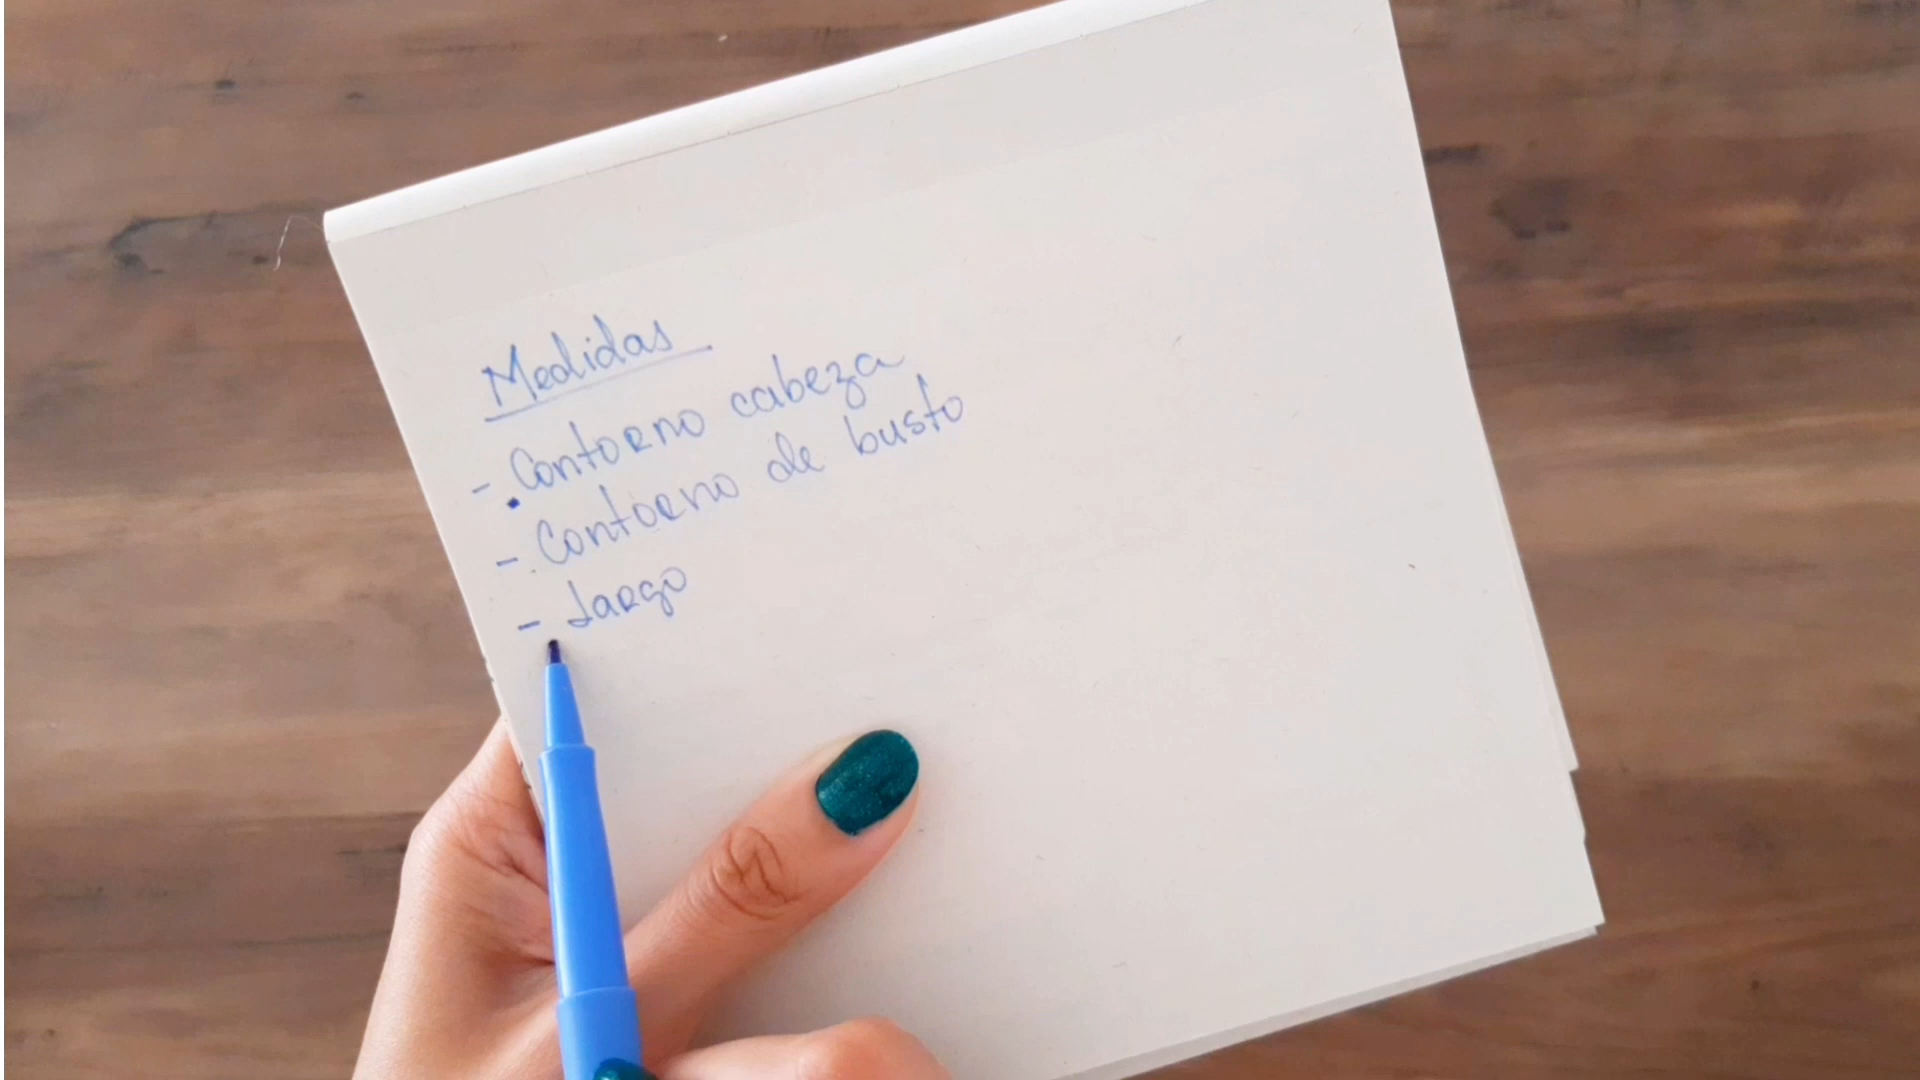 Medidas
- Contorno cabeza
- Contorno de busto
- Largo